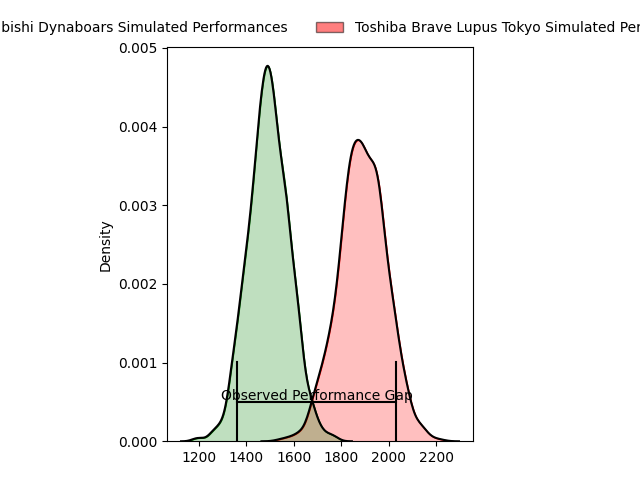 bishi Dynaboars Simulated Performances
Toshiba Brave Lupus Tokyo Simulated Per
0.005
0.004
0.003
0.002
0.001
0.000
Density
Observed Performance Gap
1200 1400 1600 1800 2000 2200